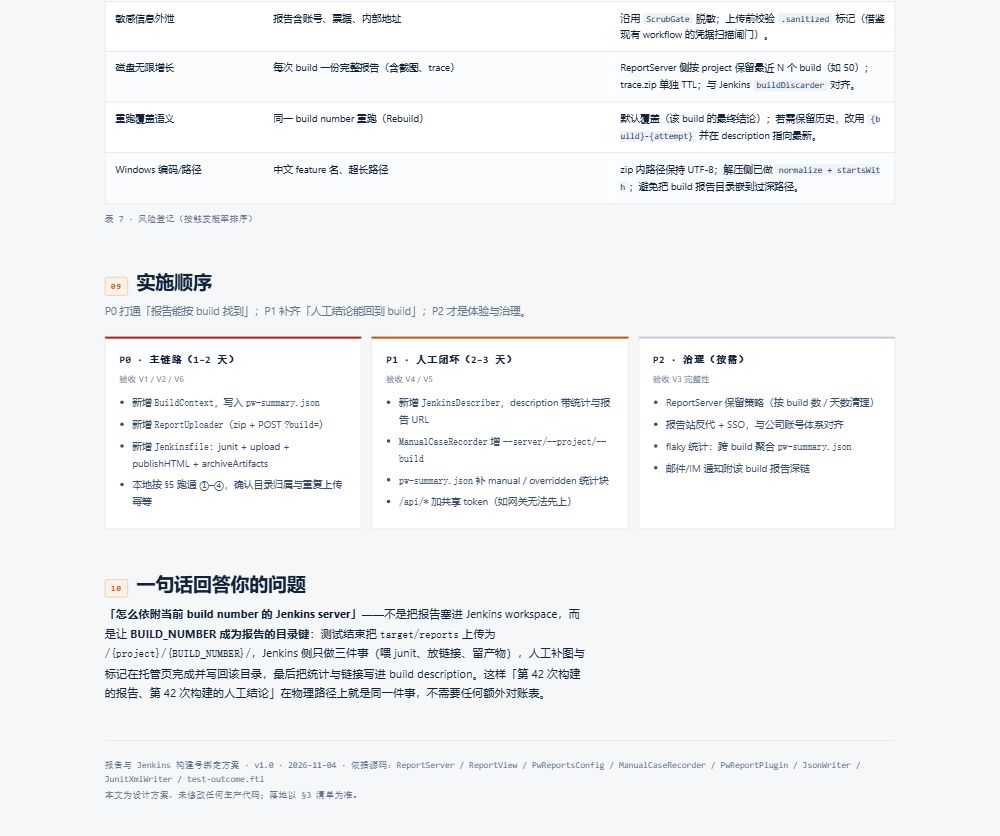 敏感信息外泄
报告含账号、票据、内部地址
沿用 ScrubGate 脱敏；上传前校验 .sanitized 标记（借鉴
现有 workflow 的凭据扫描闸门）。
磁盘无限增长
每次 build 一份完整报告（含截图、trace）
ReportServer 侧按 project 保留最近 N 个 build（如 50）；
trace.zip 单独 TTL；与 Jenkins buildDiscarder 对齐。
重跑覆盖语义
同一 build number 重跑（Rebuild）
默认覆盖（该 build 的最终结论）；若需保留历史，改用 {b
uild}-{attempt} 并在 description 指向最新。
Windows 编码/路径
中文 feature 名、超长路径
zip 内路径保持 UTF-8；解压侧已做 normalize + startsWit
h ；避免把 build 报告目录嵌到过深路径。
表 7 · 风险登记（按触发概率排序）
09 实施顺序
P0 打通「报告能按 build 找到」；P1 补齐「人工结论能回到 build」；P2 才是体验与治理。
P0 · 主链路（1–2 天）
验收 V1 / V2 / V6
• 新增 BuildContext，写入 pw-summary.json
• 新增 ReportUploader（zip + POST ?build=）
• 新增 Jenkinsfile：junit + upload +
publishHTML + archiveArtifacts
• 本地按 §5 跑通 ①–④，确认目录归属与重复上传
幂等
P1 · 人工闭环（2–3 天）
验收 V4 / V5
• 新增 JenkinsDescriber，description 带统计与报
告 URL
• ManualCaseRecorder 增 --server/--project/--
build
• pw-summary.json 补 manual / overridden 统计块
• /api/* 加共享 token（如网关无法先上）
P2 · 治理（按需）
验收 V3 完整性
• ReportServer 保留策略（按 build 数 / 天数清理）
• 报告站反代 + SSO，与公司账号体系对齐
• flaky 统计：跨 build 聚合 pw-summary.json
• 邮件/IM 通知附该 build 报告深链
10 一句话回答你的问题
「怎么依附当前 build number 的 Jenkins server」——不是把报告塞进 Jenkins workspace，而
是让 BUILD_NUMBER 成为报告的目录键：测试结束把 target/reports 上传为
/{project}/{BUILD_NUMBER}/，Jenkins 侧只做三件事（喂 junit、放链接、留产物），人工补图与
标记在托管页完成并写回该目录，最后把统计与链接写进 build description。这样「第 42 次构建
的报告、第 42 次构建的人工结论」在物理路径上就是同一件事，不需要任何额外对账表。
报告与 Jenkins 构建号绑定方案 · v1.0 · 2026-11-04 · 依据源码：ReportServer / ReportView / PwReportsConfig / ManualCaseRecorder / PwReportPlugin / JsonWriter /
JunitXmlWriter / test-outcome.ftl
本文为设计方案，未修改任何生产代码；落地以 §3 清单为准。